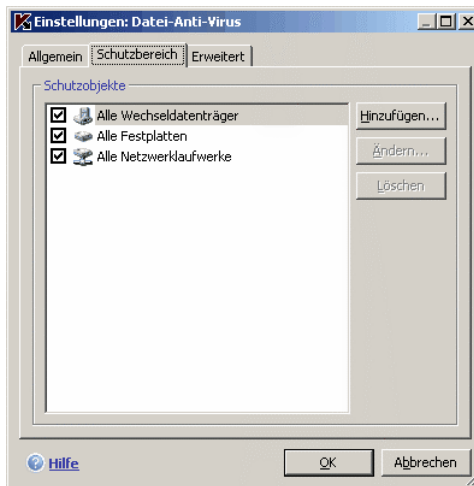 Einstellungen: Datei-Anti-Virus
Allgemein Schutzbereich Erweitert
Schutzobjekte
Alle Wechseldatenträger
Alle Festplatten
Alle Netzwerklaufwerke
Hinzufügen...
Ändern...
Löschen
Hilfe
OK
Abbrechen